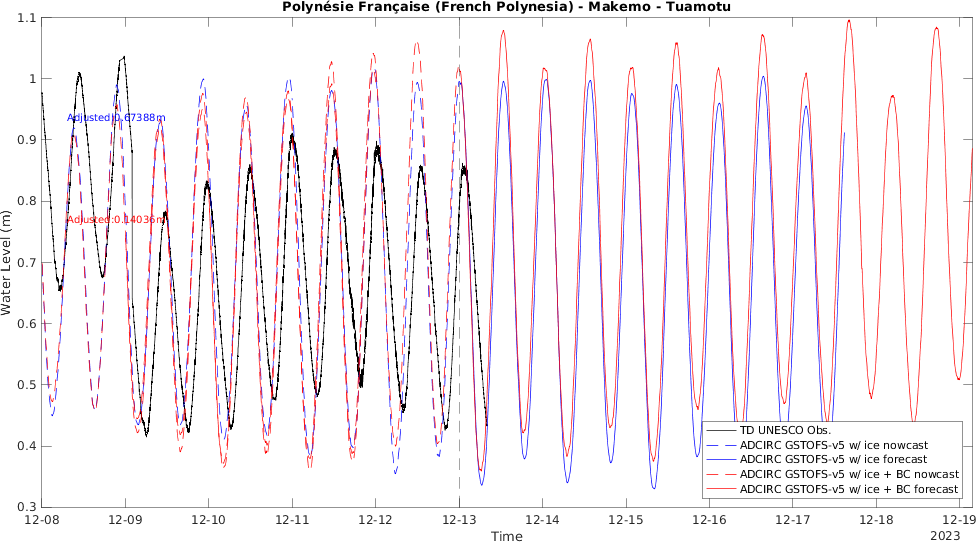 Polynésie Française (French Polynesia) - Makemo - Tuamotu
1.1
1
0.9
0.8
0.7
0.6
0.5
0.4
0.3
Water Level (m)
Adjusted:0.67388m
Adjusted:0.14036m
TD UNESCO Obs.
ADCIRC GSTOFS-v5 w/ ice nowcast
ADCIRC GSTOFS-v5 w/ ice forecast
ADCIRC GSTOFS-v5 w/ ice + BC nowcast
ADCIRC GSTOFS-v5 w/ ice + BC forecast
12-08 12-09 12-10 12-11 12-12 12-13 12-14 12-15 12-16 12-17 12-18 12-19
Time
2023